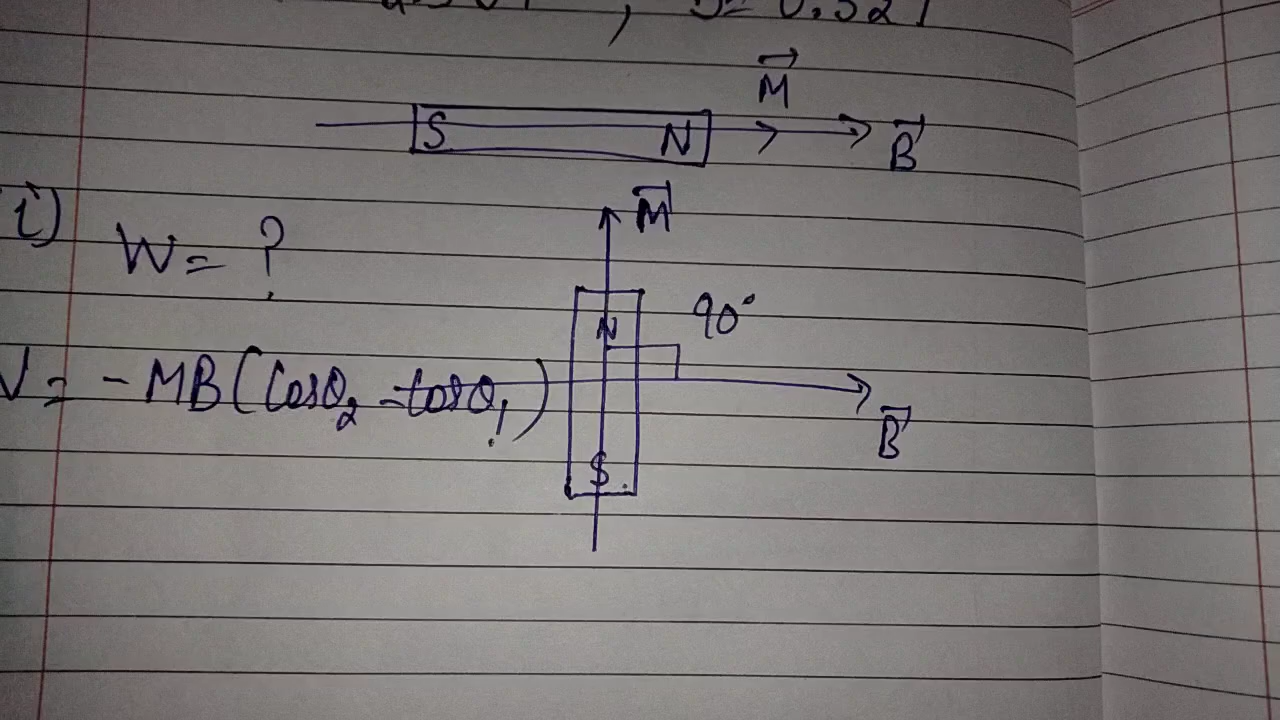 M
S N B
i) M
W = ?
N 90°
= -MB(Cosθ₂ - Cosθ₁)
B
S